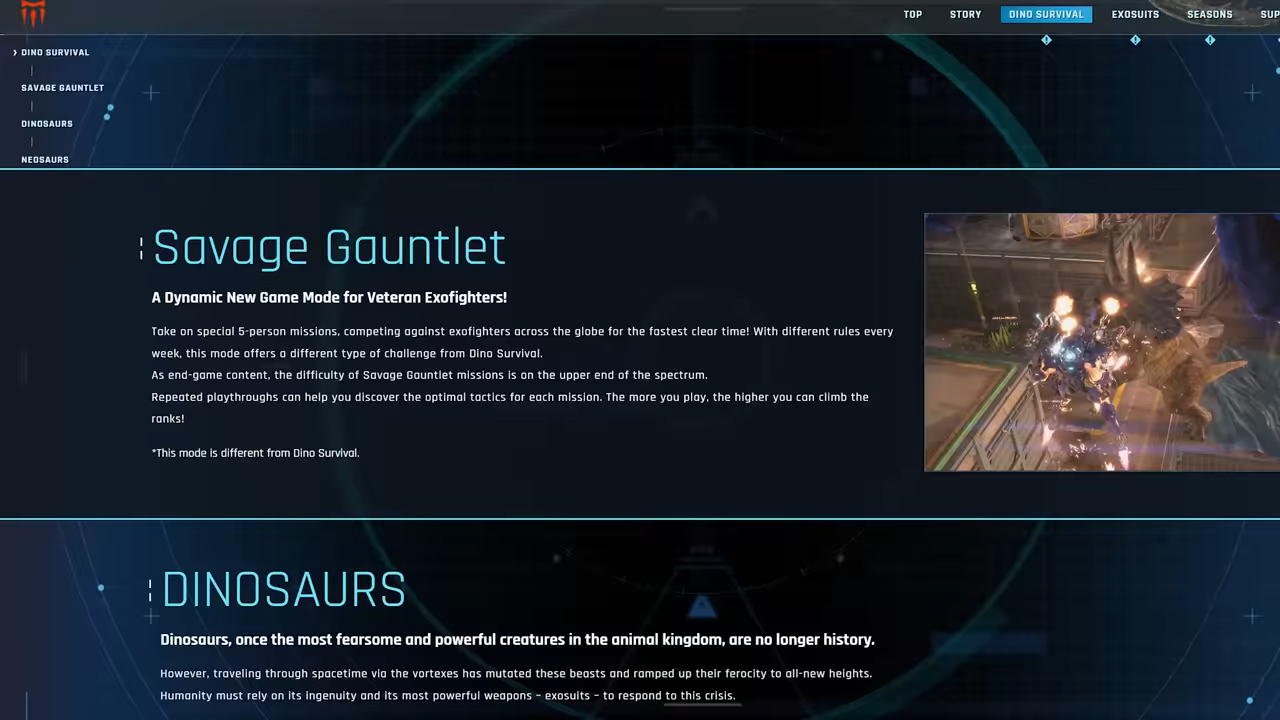 TOP STORY DINO SURVIVAL EXOSUITS SEASONS SUP
DINO SURVIVAL
SAVAGE GAUNTLET
DINOSAURS
NEOSAURS
Savage Gauntlet
A Dynamic New Game Mode for Veteran Exofighters!
Take on special 5-person missions, competing against exofighters across the globe for the fastest clear time! With different rules every
week, this mode offers a different type of challenge from Dino Survival.
As end-game content, the difficulty of Savage Gauntlet missions is on the upper end of the spectrum.
Repeated playthroughs can help you discover the optimal tactics for each mission. The more you play, the higher you can climb the
ranks!
*This mode is different from Dino Survival.
DINOSAURS
Dinosaurs, once the most fearsome and powerful creatures in the animal kingdom, are no longer history.
However, traveling through spacetime via the vortexes has mutated these beasts and ramped up their ferocity to all-new heights.
Humanity must rely on its ingenuity and its most powerful weapons – exosuits – to respond to this crisis.